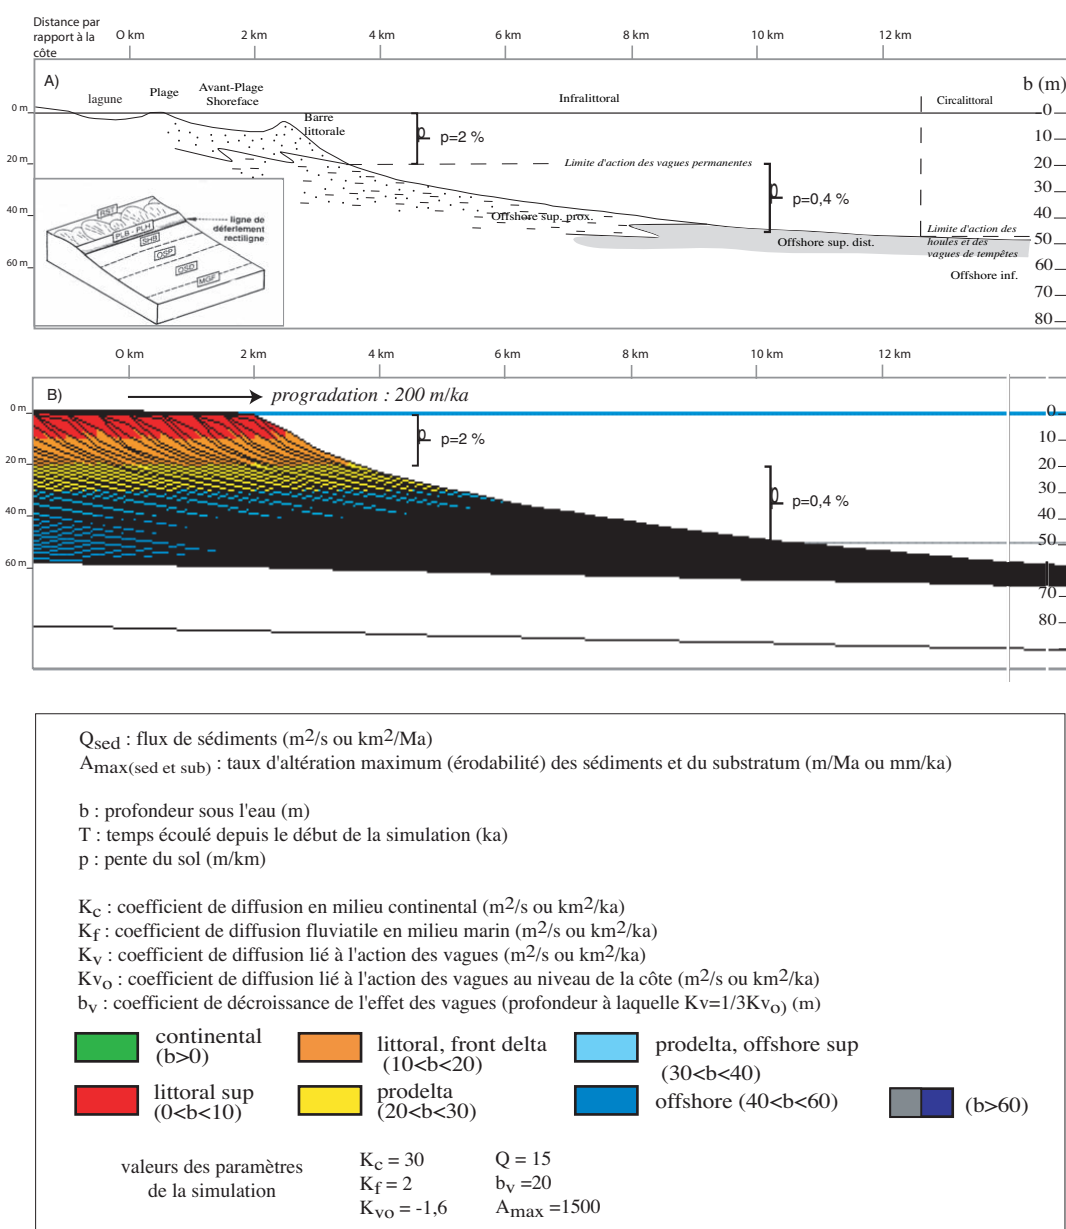 Distance par
rapport à la
côte
O km
2 km
4 km
6 km
8 km
10 km
12 km
A)
lagune
Plage
Avant-Plage
Shoreface
Barre
littorale
Infralittoral
Circalittoral
b (m)
0 m
20 m
40 m
60 m
p=2 %
Limite d'action des vagues permanentes
p=0,4 %
Offshore sup. prox.
Offshore sup. dist.
Limite d'action des
houles et des
vagues de tempêtes
Offshore inf.
0
10
20
30
40
50
60
70
80
RST
PLB - PLH
SHB
OSP
OSD
MGF
ligne de
déferlement
rectiligne
O km
2 km
4 km
6 km
8 km
10 km
12 km
B)
progradation : 200 m/ka
0 m
20 m
40 m
60 m
p=2 %
p=0,4 %
0
10
20
30
40
50
70
80
Qsed : flux de sédiments (m2/s ou km2/Ma)
Amax(sed et sub) : taux d'altération maximum (érodabilité) des sédiments et du substratum (m/Ma ou mm/ka)
b : profondeur sous l'eau (m)
T : temps écoulé depuis le début de la simulation (ka)
p : pente du sol (m/km)
Kc : coefficient de diffusion en milieu continental (m2/s ou km2/ka)
Kf : coefficient de diffusion fluviatile en milieu marin (m2/s ou km2/ka)
Kv : coefficient de diffusion lié à l'action des vagues (m2/s ou km2/ka)
Kvo : coefficient de diffusion lié à l'action des vagues au niveau de la côte (m2/s ou km2/ka)
bv : coefficient de décroissance de l'effet des vagues (profondeur à laquelle Kv=1/3Kvo) (m)
continental
(b>0)
littoral, front delta
(10<b<20)
prodelta, offshore sup
(30<b<40)
littoral sup
(0<b<10)
prodelta
(20<b<30)
offshore (40<b<60)
(b>60)
valeurs des paramètres
de la simulation
Kc = 30
Q = 15
Kf = 2
bv =20
Kvo = -1,6
Amax =1500